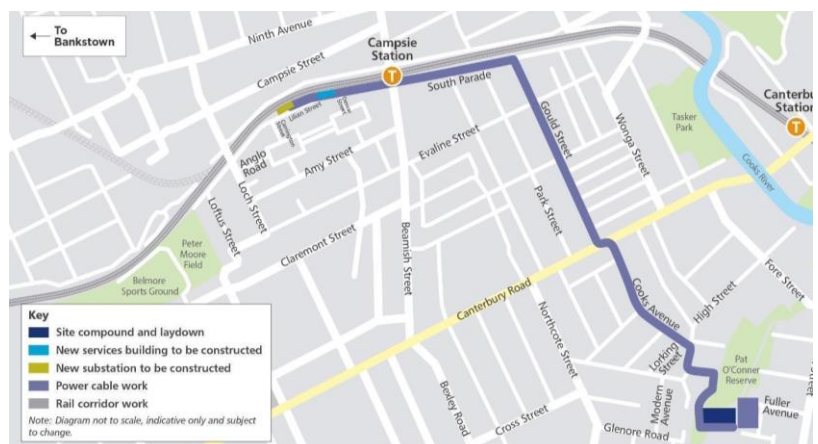 To
Bankstown
Ninth Avenue
Campsie Street
Campsie
Station
T
South Parade
Lilian Street
Anglo
Road
Amy Street
Evaline Street
Gould Street
Wonga Street
Tasker
Park
Canterbury
Station
T
Cooks River
Loch Street
Loftus Street
Peter
Moore
Field
Belmore
Sports Ground
Claremont Street
Beamish Street
Park Street
Canterbury Road
Cooks Avenue
High Street
Fore Street
Northcote Street
Bexley Road
Cross Street
Lorking
Street
Modern
Avenue
Glenore Road
Pat
O'Conner
Reserve
Fuller
Avenue
Key
Site compound and laydown
New services building to be constructed
New substation to be constructed
Power cable work
Rail corridor work
Note: Diagram not to scale, indicative only and subject
to change.